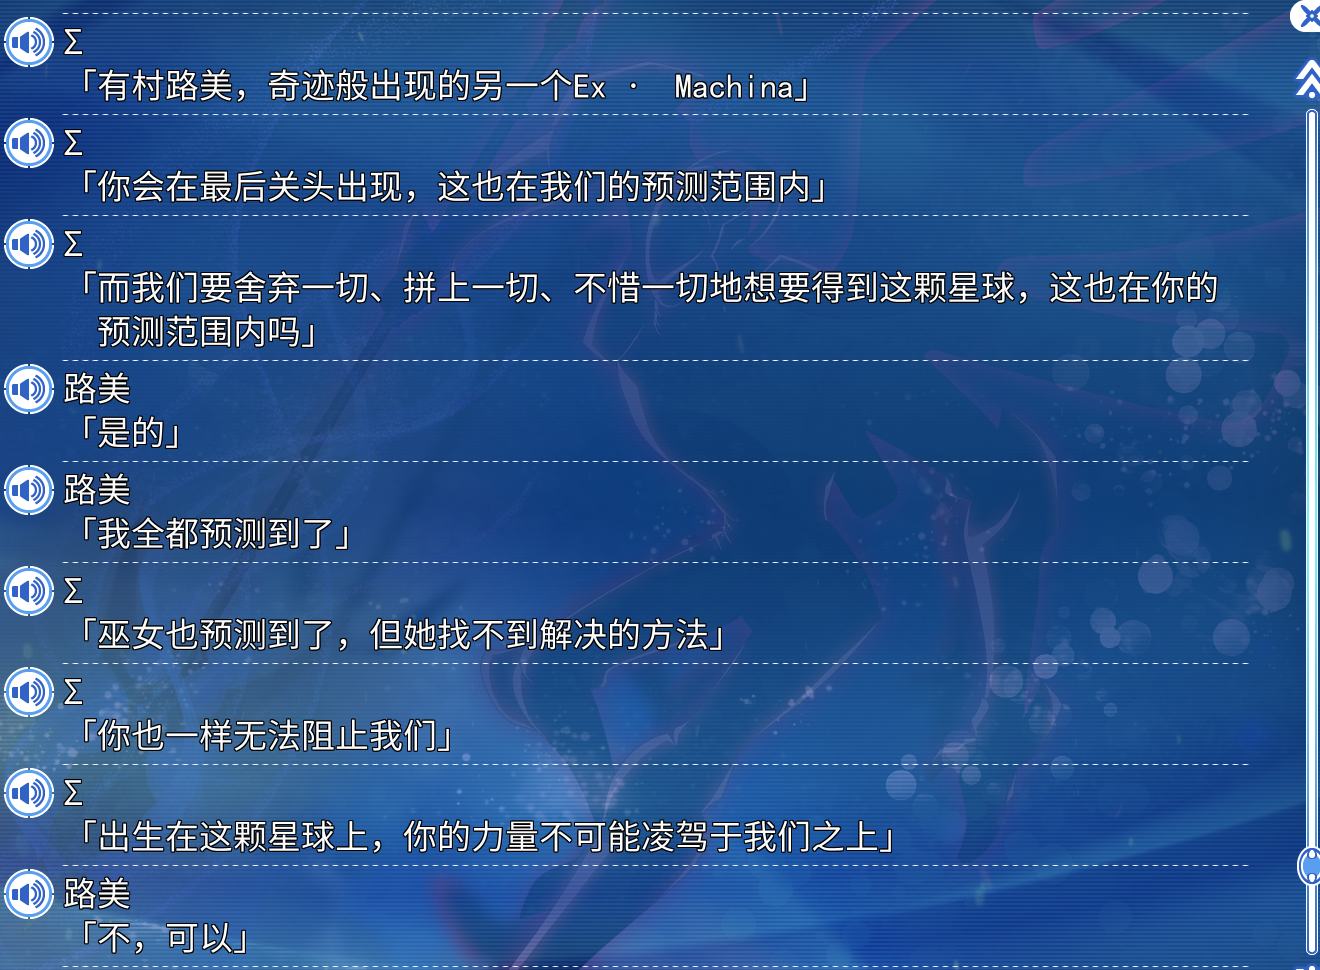 Σ
「有村路美，奇迹般出现的另一个Ex · Machina」
Σ
「你会在最后关头出现，这也在我们的预测范围内」
Σ
「而我们要舍弃一切、拼上一切、不惜一切地想要得到这颗星球，这也在你的
预测范围内吗」
路美
「是的」
路美
「我全都预测到了」
Σ
「巫女也预测到了，但她找不到解决的方法」
Σ
「你也一样无法阻止我们」
Σ
「出生在这颗星球上，你的力量不可能凌驾于我们之上」
路美
「不，可以」